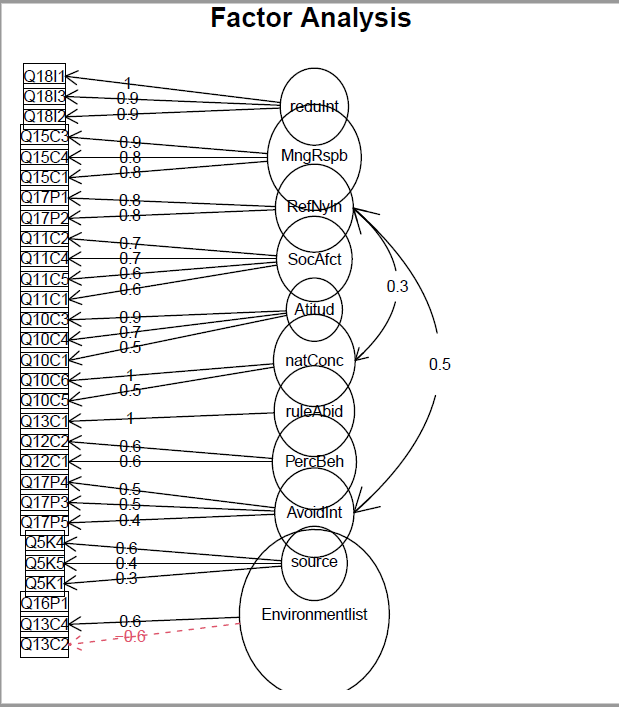 Factor Analysis
Q18I1
Q18I3
Q18I2
Q15C3
Q15C4
Q15C1
Q17P1
Q17P2
Q11C2
Q11C4
Q11C5
Q11C1
Q10C3
Q10C4
Q10C1
Q10C6
Q10C5
Q13C1
Q12C2
Q12C1
Q17P4
Q17P3
Q17P5
Q5K4
Q5K5
Q5K1
Q16P1
Q13C4
Q13C2
1
0.9
0.9
0.9
0.8
0.8
0.8
0.8
0.7
0.7
0.6
0.6
0.9
0.7
0.5
1
0.5
1
0.6
0.6
0.5
0.5
0.4
0.6
0.4
0.3
0.6
−0.6
reduInt
MngRspb
RefNyIn
SocAfct
Atitud
natConc
ruleAbid
PercBeh
AvoidInt
source
Environmentlist
0.3
0.5